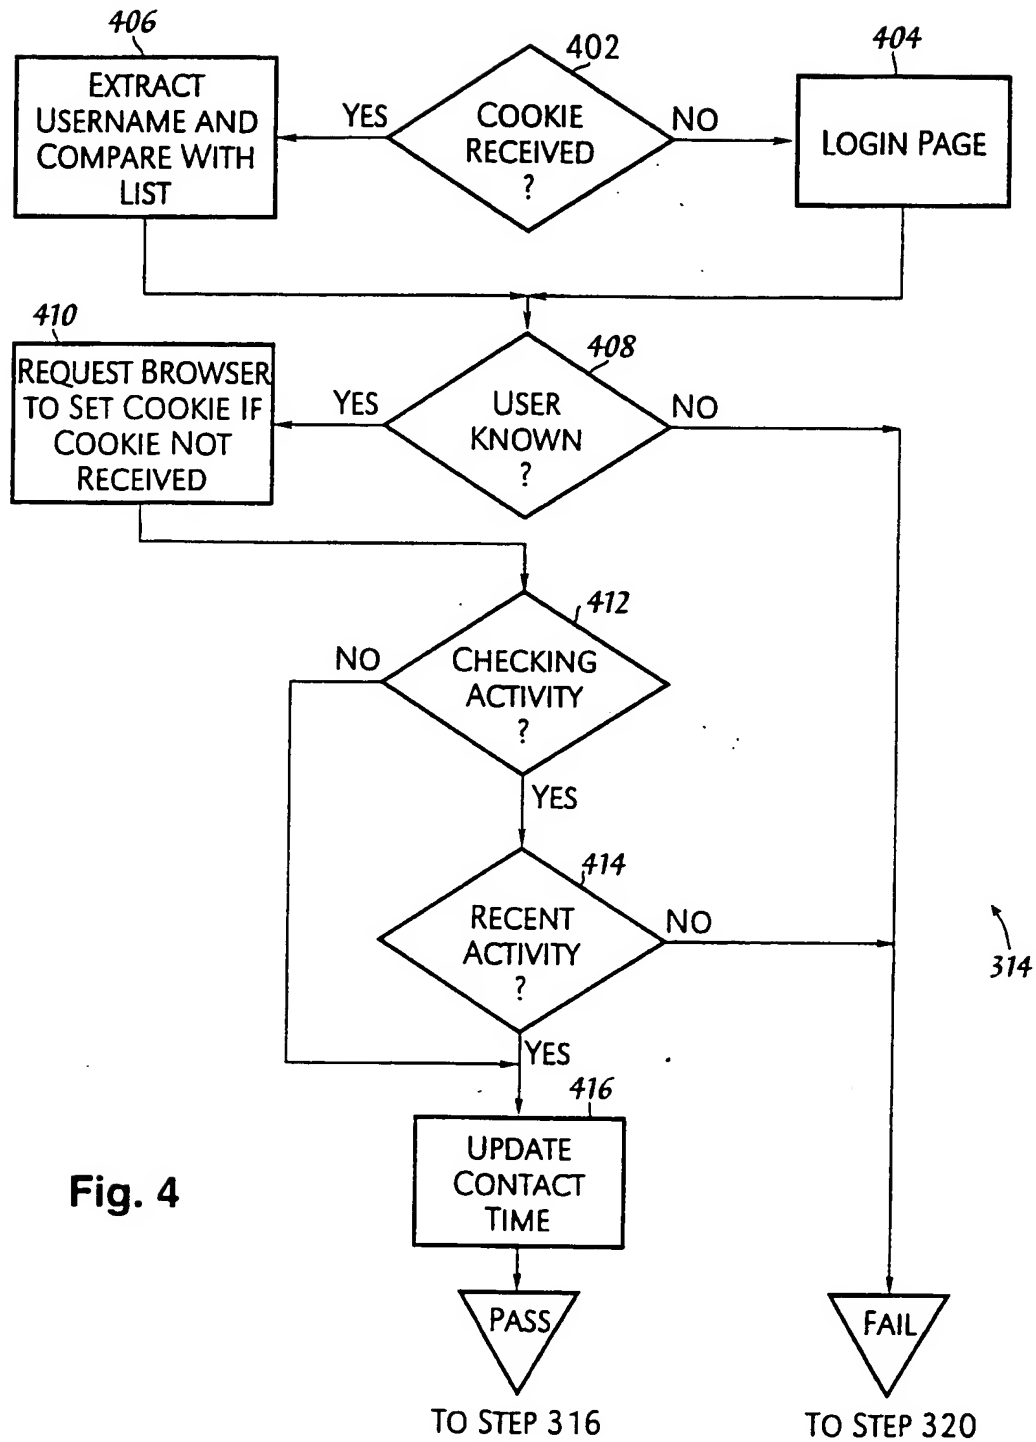 406
EXTRACT
USERNAME AND
COMPARE WITH
LIST
YES
402
COOKIE
RECEIVED
?
NO
404
LOGIN PAGE
410
REQUEST BROWSER
TO SET COOKIE IF
COOKIE NOT
RECEIVED
YES
408
USER
KNOWN
?
NO
412
NO
CHECKING
ACTIVITY
?
YES
414
RECENT
ACTIVITY
?
NO
314
YES
416
UPDATE
CONTACT
TIME
Fig. 4
PASS
FAIL
TO STEP 316
TO STEP 320